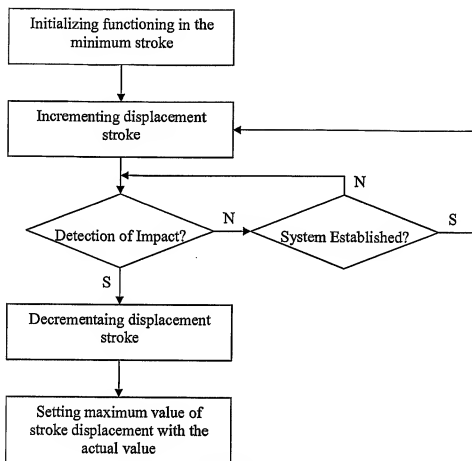 Initializing functioning in the
minimum stroke
Incrementing displacement
stroke
N
Detection of Impact?
N
System Established?
S
S
Decrementaing displacement
stroke
Setting maximum value of
stroke displacement with the
actual value